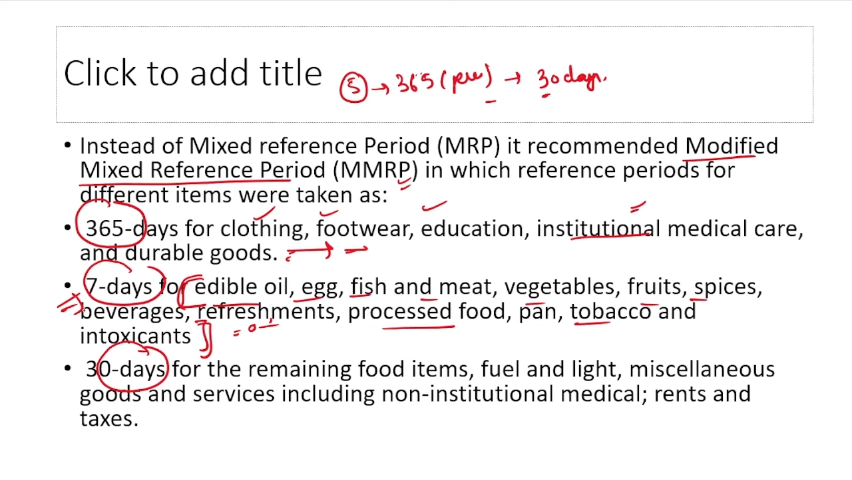 Click to add title ⑤ → 365 (pre ) → 30 days.
• Instead of Mixed reference Period (MRP) it recommended Modified
Mixed Reference Period (MMRP) in which reference periods for
different items were taken as:
• 365-days for clothing, footwear, education, institutional medical care,
and durable goods.
• 7-days for edible oil, egg, fish and meat, vegetables, fruits, spices,
beverages, refreshments, processed food, pan, tobacco and
intoxicants
• 30-days for the remaining food items, fuel and light, miscellaneous
goods and services including non-institutional medical; rents and
taxes.